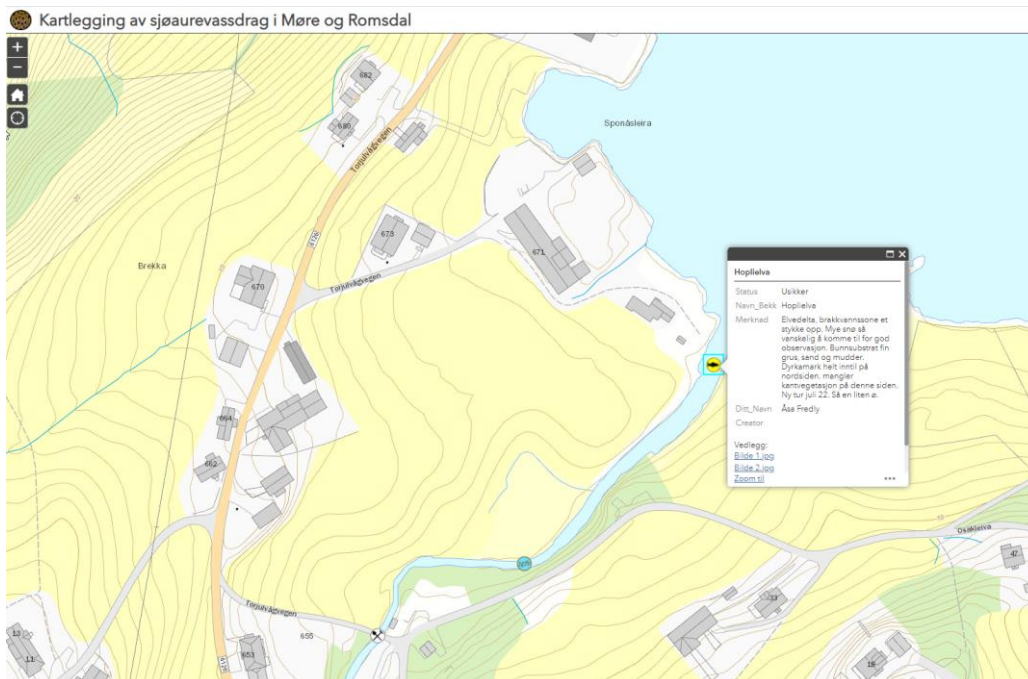 Kartlegging av sjøaurevassdrag i Møre og Romsdal
+
−
682
680
Torjulvågvegen
Sponåsleira
6126
673
671
Brekka
Torjulvågvegen
670
Hoplielva
Status Usikker
Navn_Bekk Hoplielva
Merknad Elvedelta, brakkvannssone et
stykke opp. Mye snø så
vanskelig å komme til for god
observasjon. Bunnsubstrat fin
grus, sand og mudder.
Dyrkamark helt inntil på
nordsiden. mangler
kantvegetasjon på denne siden.
Ny tur juli 22. Så en liten ø.
Ditt_Navn Åsa Fredly
Creator
Vedlegg:
Bilde 1.jpg
Bilde 2.jpg
Zoom til
664
662
Osakleiva
47
33
Torjulvågvegen
655
653
13
11
6126